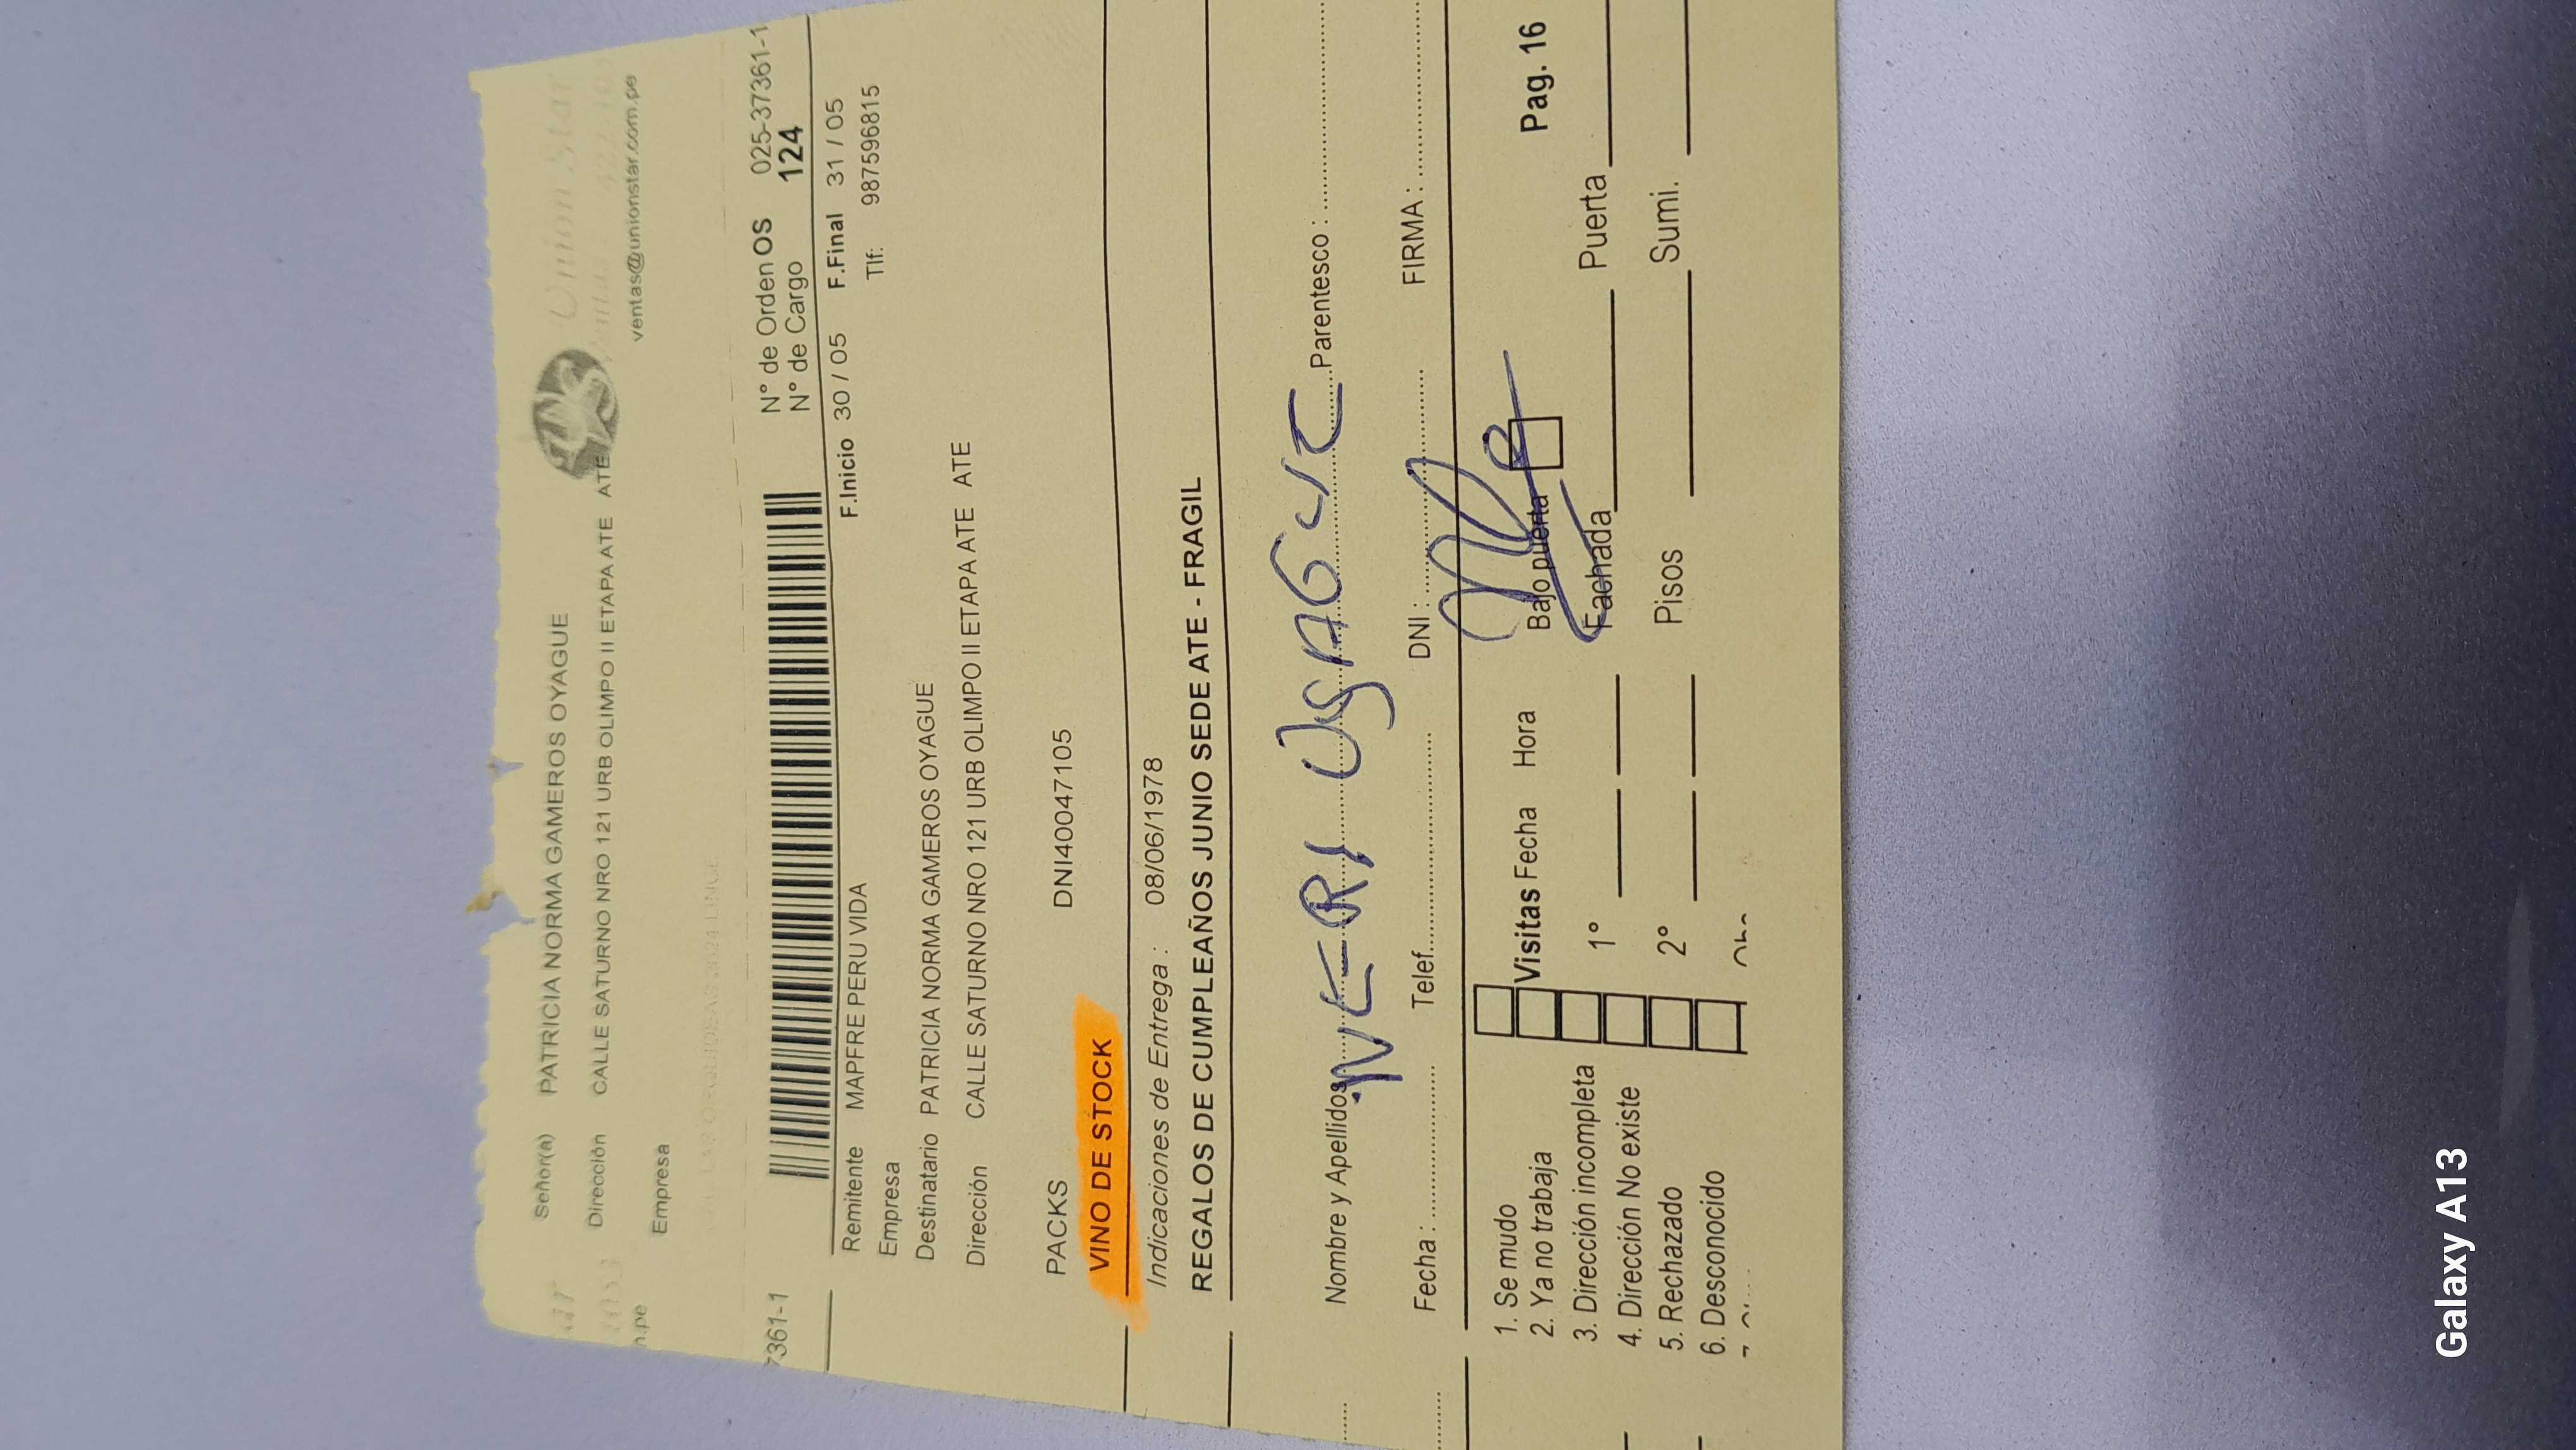 Union Star
Señor(a) PATRICIA NORMA GAMEROS OYAGUE
Dirección CALLE SATURNO NRO 121 URB OLIMPO II ETAPA ATE ATE
ventas@unionstar.com.pe
n.pe
Empresa
7361-1
N° de Orden OS 025-37361-1
N° de Cargo 124
F.Inicio 30 / 05 F.Final 31 / 05
Remitente MAPFRE PERU VIDA
Tlf: 987596815
Empresa
Destinatario PATRICIA NORMA GAMEROS OYAGUE
Dirección CALLE SATURNO NRO 121 URB OLIMPO II ETAPA ATE ATE
PACKS DNI40047105
VINO DE STOCK
Indicaciones de Entrega : 08/06/1978
REGALOS DE CUMPLEAÑOS JUNIO SEDE ATE - FRAGIL
Nombre y Apellidos Parentesco :
Fecha : Telef. DNI : FIRMA :
1. Se mudo
2. Ya no trabaja Visitas Fecha Hora Bajo puerta Pag. 16
3. Dirección incompleta 1° Fachada Puerta
4. Dirección No existe
5. Rechazado 2° Pisos Sumi.
6. Desconocido
Galaxy A13